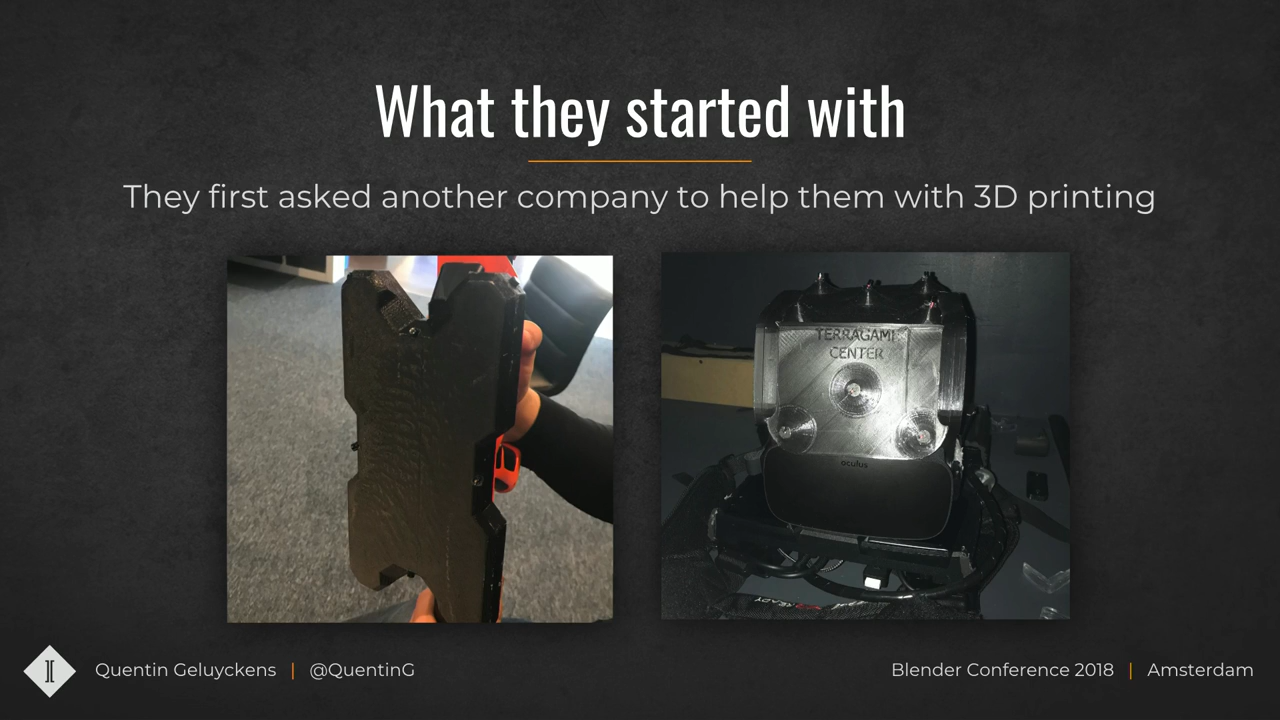 What they started with
They first asked another company to help them with 3D printing
TERRAGAMI
CENTER
oculus
READY
Quentin Geluyckens | @QuentinG
Blender Conference 2018 | Amsterdam